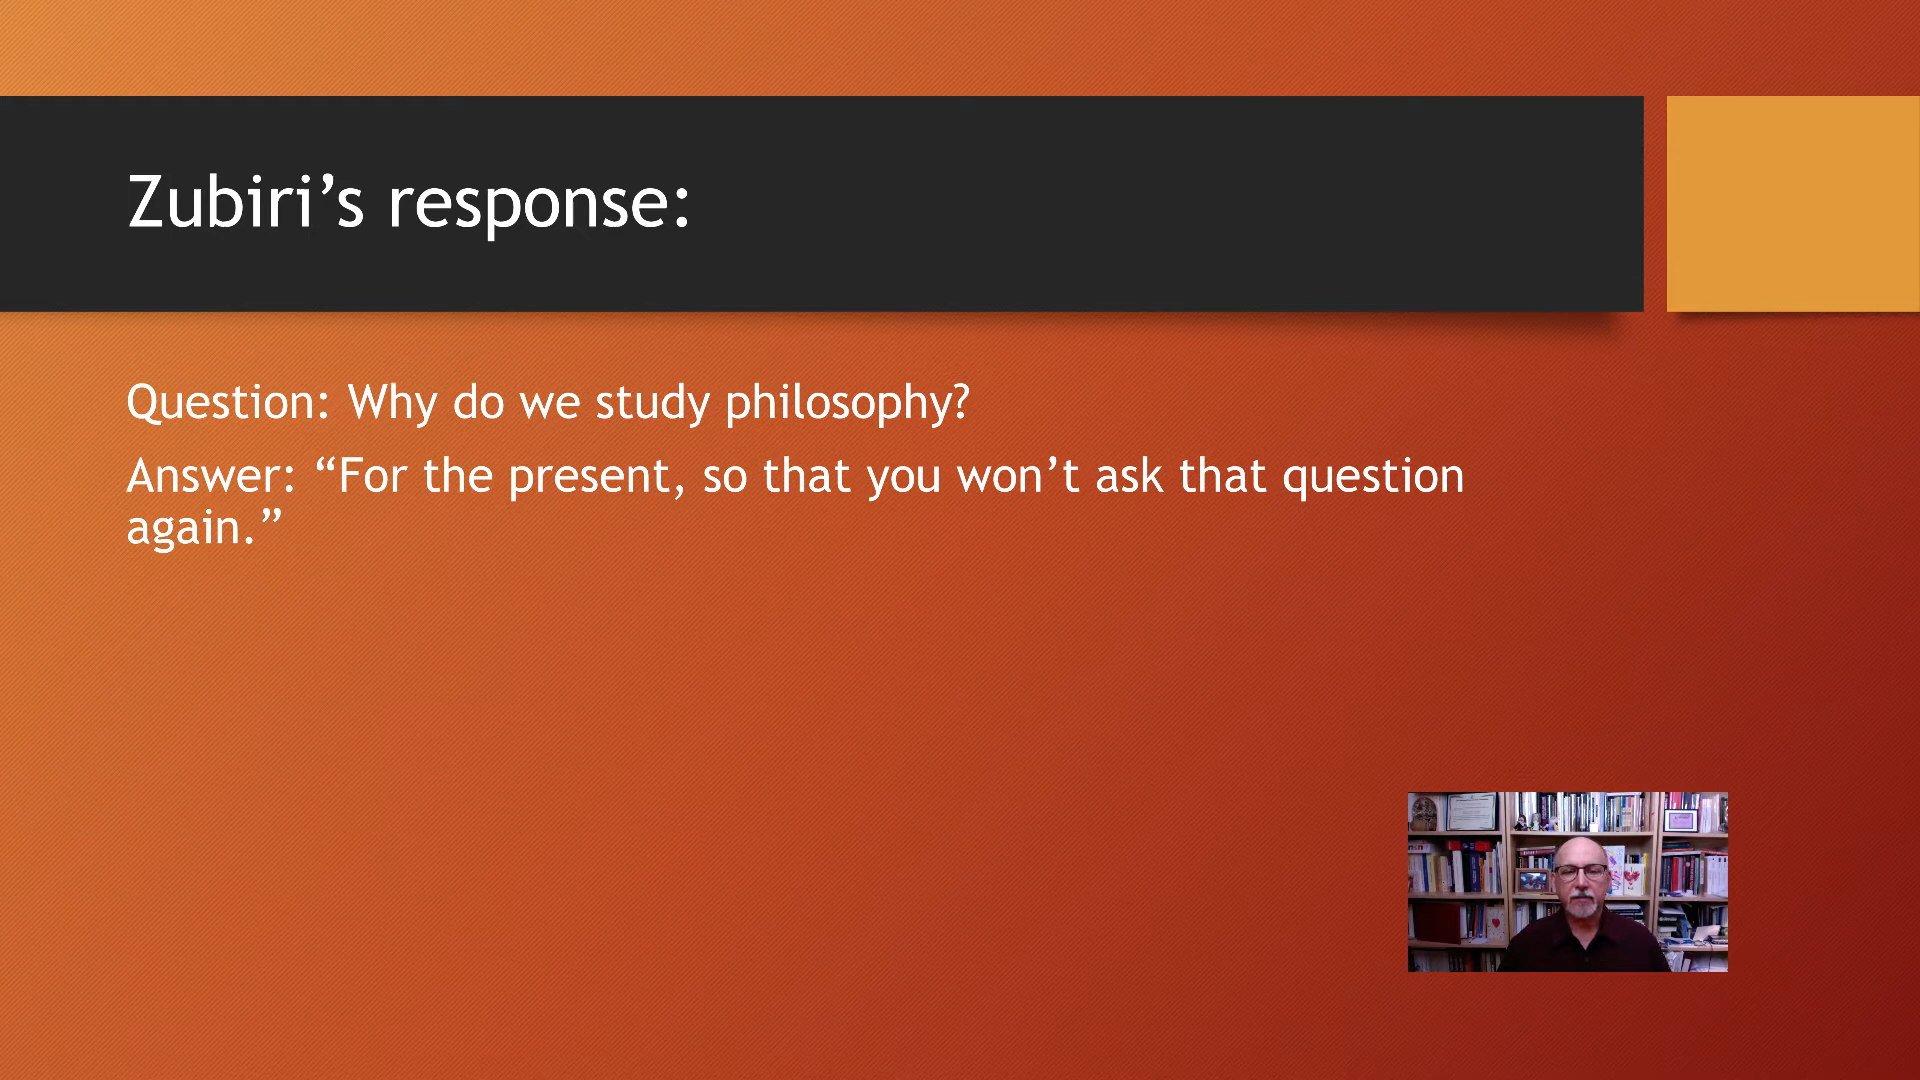 Zubiri’s response:
Question: Why do we study philosophy?
Answer: “For the present, so that you won’t ask that question
again.”